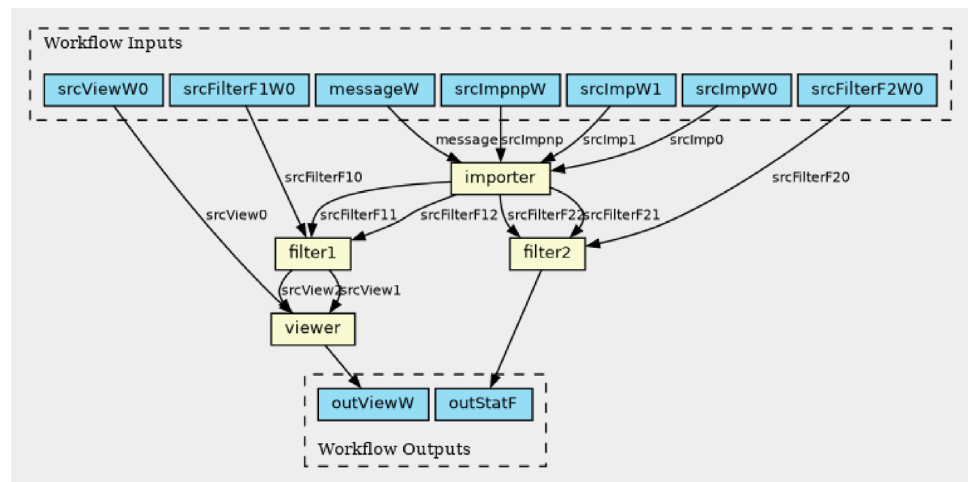 Workflow Inputs
srcViewW0 srcFilterF1W0 messageW srcImpnpW srcImpW1 srcImpW0 srcFilterF2W0
message srcImpnp srcImp1 srcImp0
importer
srcFilterF10 srcFilterF20
srcView0 srcFilterF11 srcFilterF12 srcFilterF22 srcFilterF21
filter1 filter2
srcView2 srcView1
viewer
outViewW outStatF
Workflow Outputs